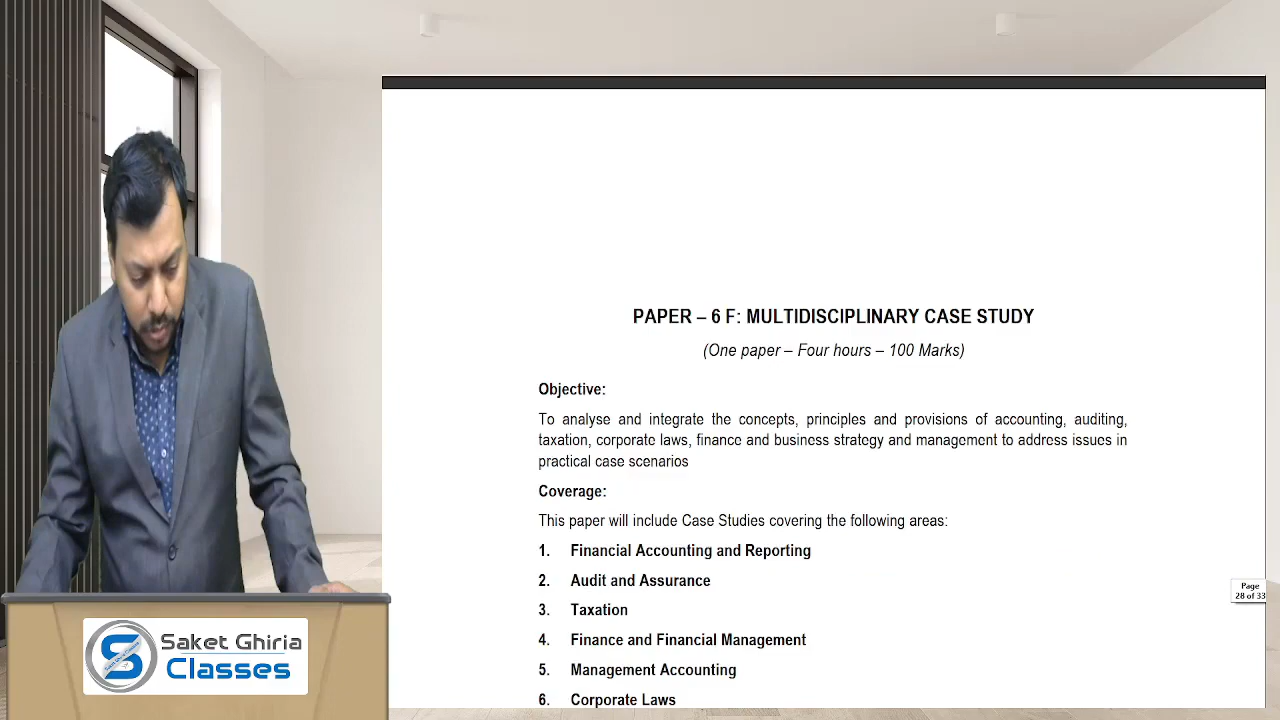 PAPER – 6 F: MULTIDISCIPLINARY CASE STUDY
(One paper – Four hours – 100 Marks)
Objective:
To analyse and integrate the concepts, principles and provisions of accounting, auditing,
taxation, corporate laws, finance and business strategy and management to address issues in
practical case scenarios
Coverage:
This paper will include Case Studies covering the following areas:
1. Financial Accounting and Reporting
2. Audit and Assurance
3. Taxation
4. Finance and Financial Management
5. Management Accounting
6. Corporate Laws
Page
28 of 33
Saket Ghiria
Classes